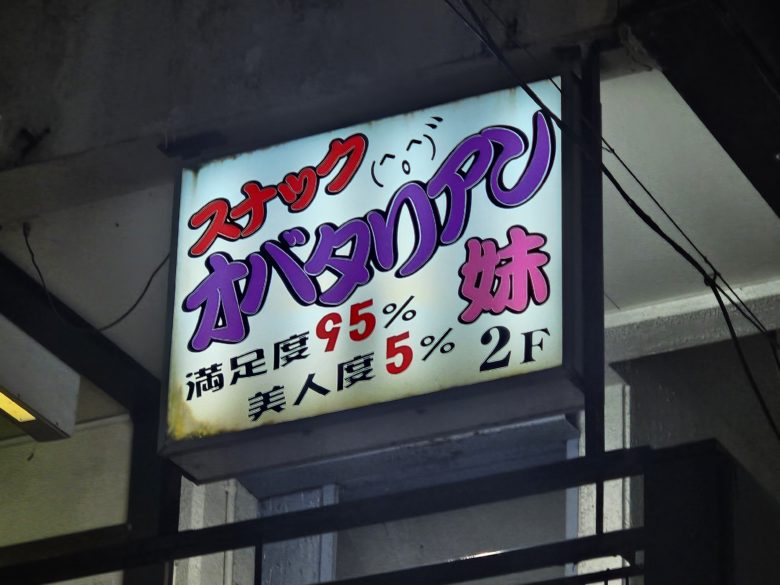 スナック (^o^)
オバタリアン
妹
満足度95%
美人度5%
2F